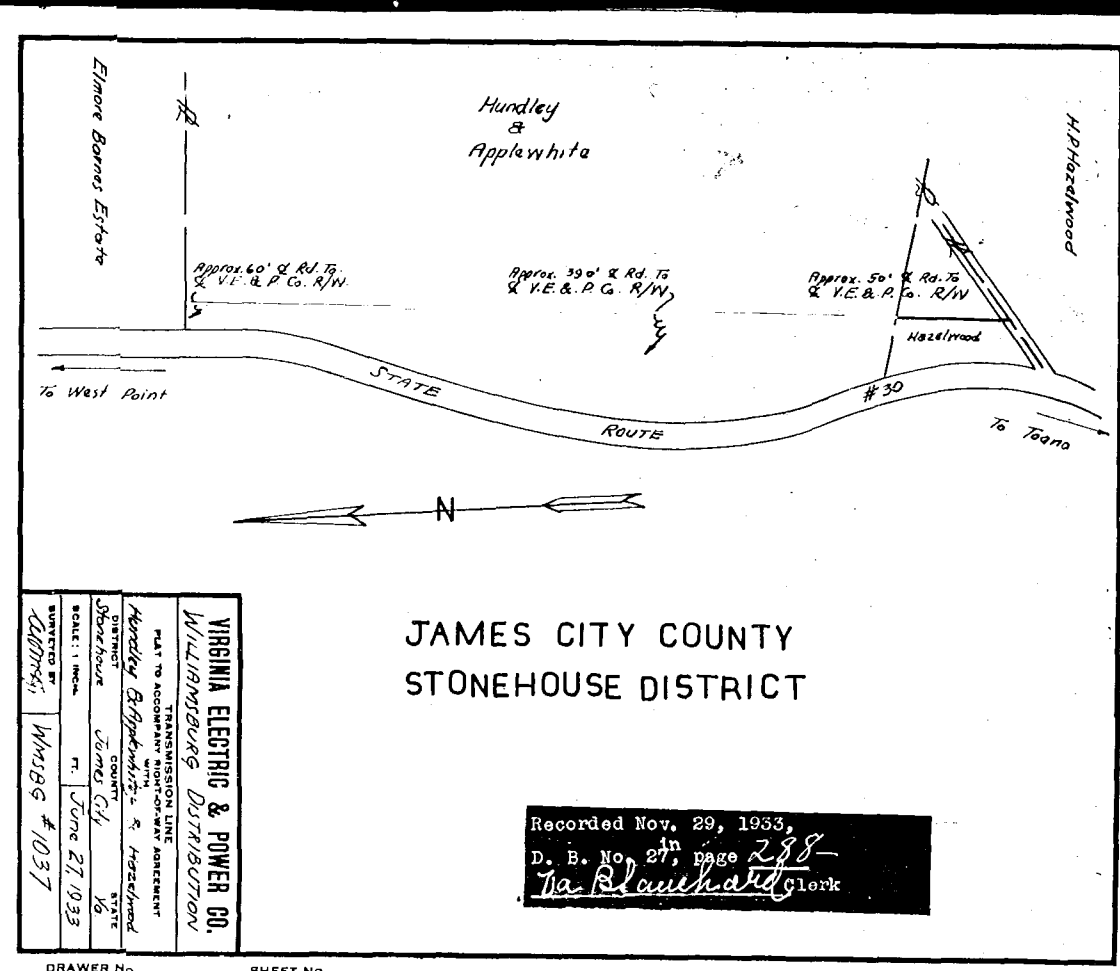 Elmore Barnes Estate
Hundley
&
Applewhite
H.P. Hazelwood
Approx. 60' ℄ Rd. To
℄ V.E. & P. Co. R/W
Approx. 390' ℄ Rd. To
℄ V.E. & P. Co. R/W
Approx. 50' ℄ Rd. To
℄ V.E. & P. Co. R/W
Hazelwood
To West Point
STATE
ROUTE
#30
To Toano
N
JAMES CITY COUNTY
STONEHOUSE DISTRICT
VIRGINIA ELECTRIC & POWER CO.
WILLIAMSBURG DISTRIBUTION
TRANSMISSION LINE
PLAT TO ACCOMPANY RIGHT-OF-WAY AGREEMENT
WITH
Hundley & Applewhite & Hazelwood
DISTRICT COUNTY STATE
Stonehouse James City Va
SCALE: 1 INCH= FT. June 27, 1933
SURVEYED BY
WMSBG #1037
Recorded Nov. 29, 1933,
in
D. B. No. 27, page 288-
Va Blanchard Clerk
DRAWER No. SHEET No.